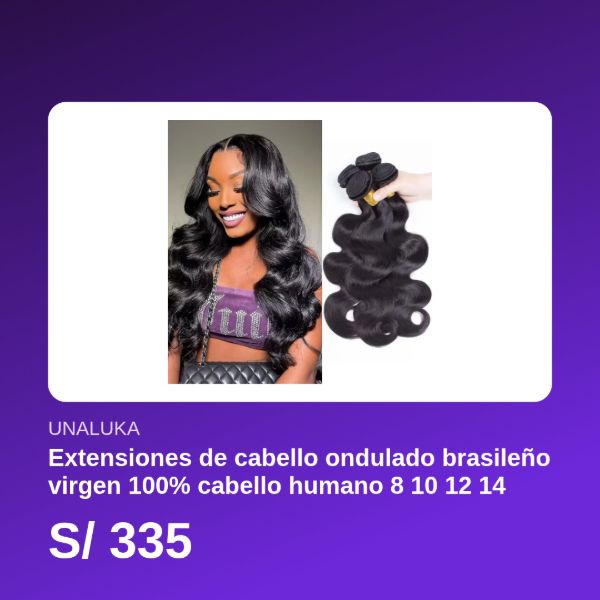 UNALUKA
Extensiones de cabello ondulado brasileño
virgen 100% cabello humano 8 10 12 14
S/ 335